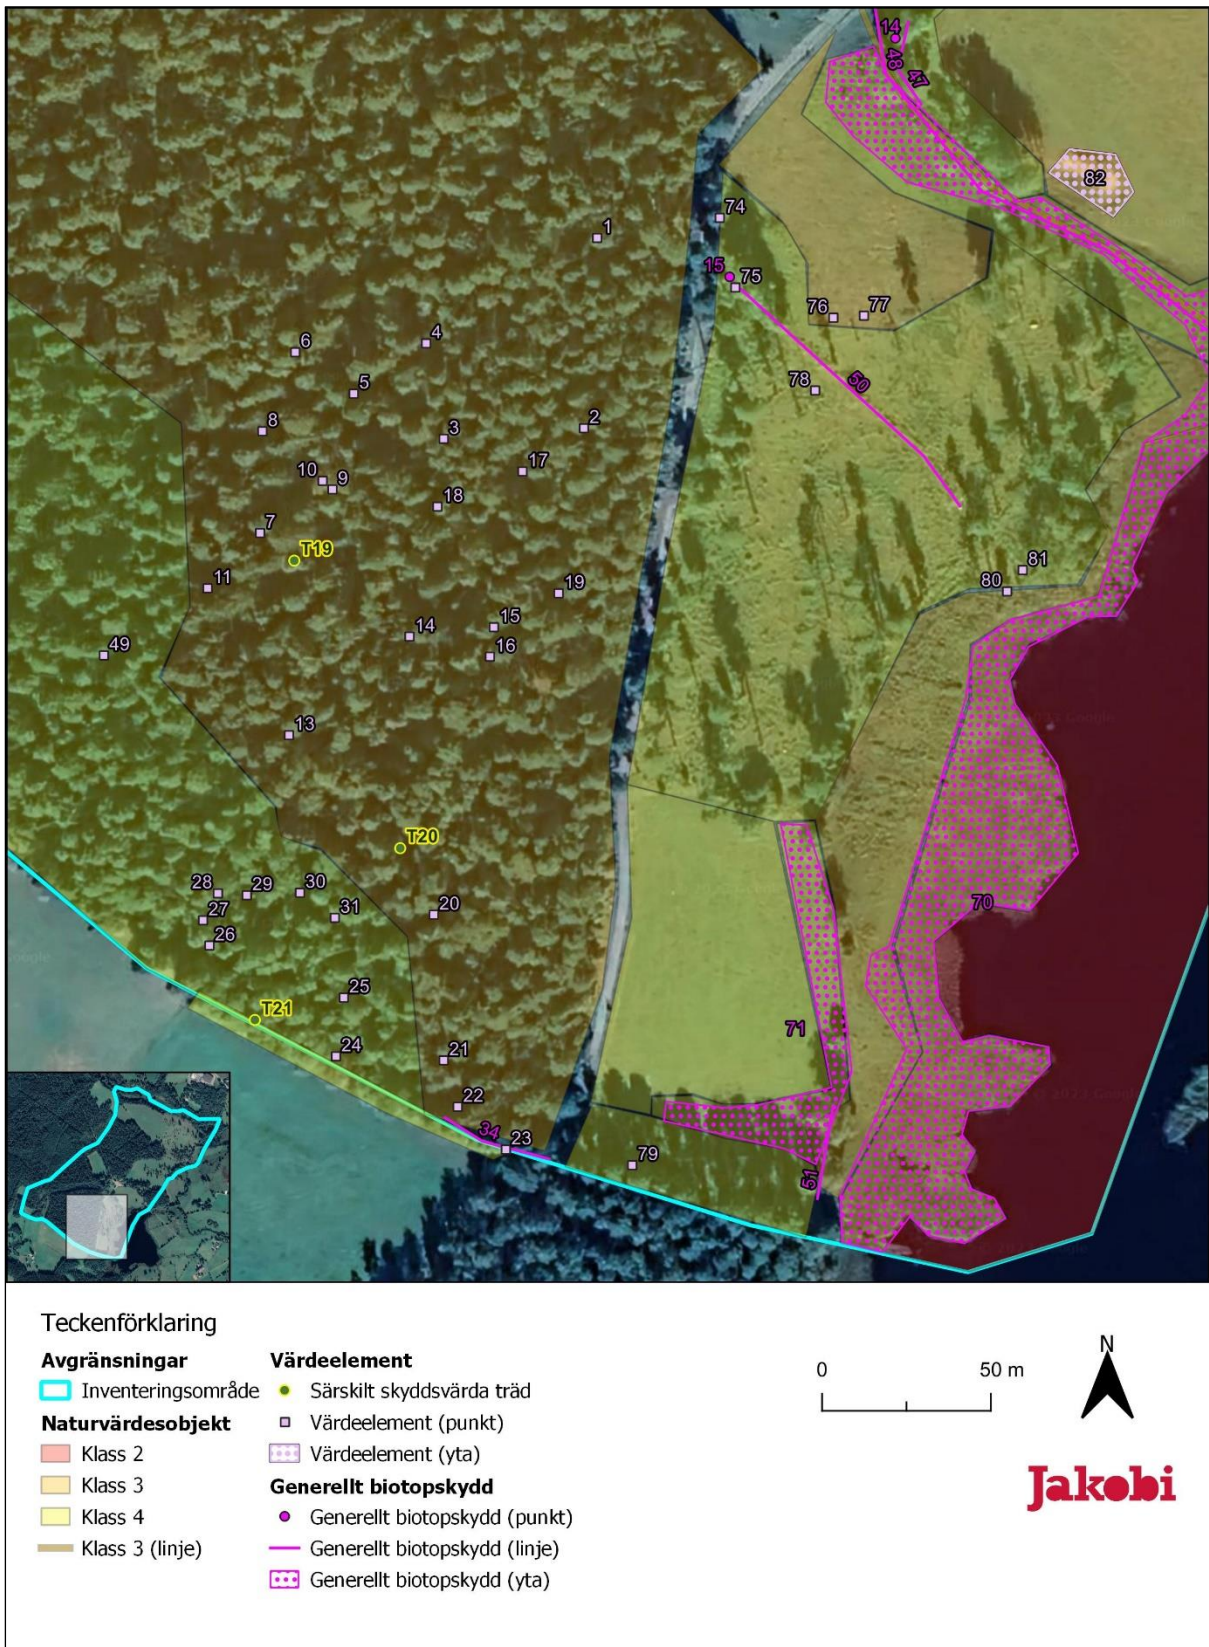 14
48
47
82
74
1
15
75
76
77
6
4
5
78
50
8
3
2
10
9
17
18
7
T19
11
19
81
80
14
15
49
16
13
T20
28
29
30
27
31
20
70
26
25
T21
71
24
21
22
34
23
79
51
Teckenförklaring
Avgränsningar
Inventeringsområde
Naturvärdesobjekt
Klass 2
Klass 3
Klass 4
Klass 3 (linje)
Värdeelement
Särskilt skyddsvärda träd
Värdeelement (punkt)
Värdeelement (yta)
Generellt biotopskydd
Generellt biotopskydd (punkt)
Generellt biotopskydd (linje)
Generellt biotopskydd (yta)
0 50 m
N
Jakobi